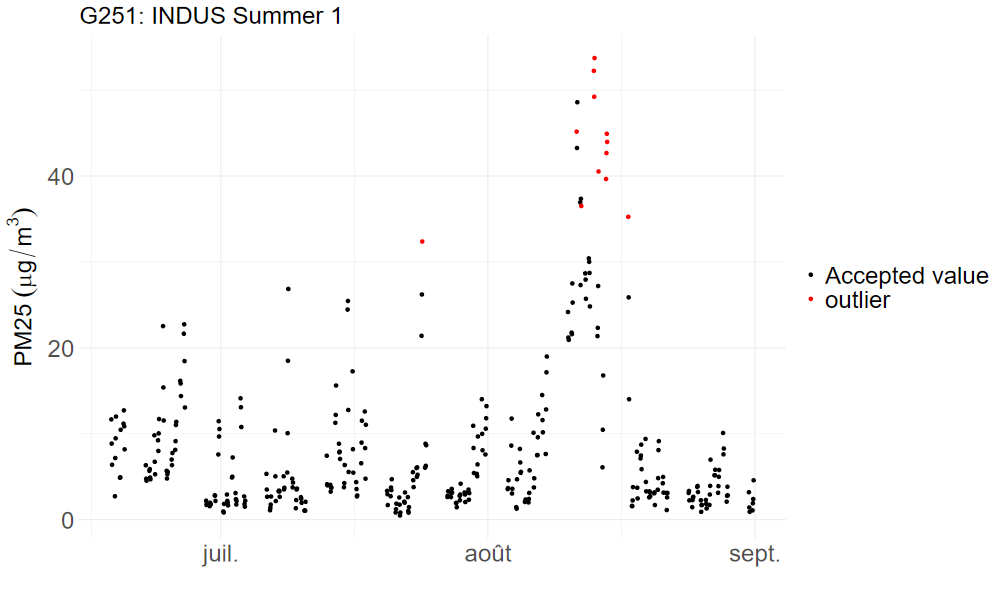 G251: INDUS Summer 1
PM25 (μg/m³)
40
20
0
juil.
août
sept.
Accepted value
outlier